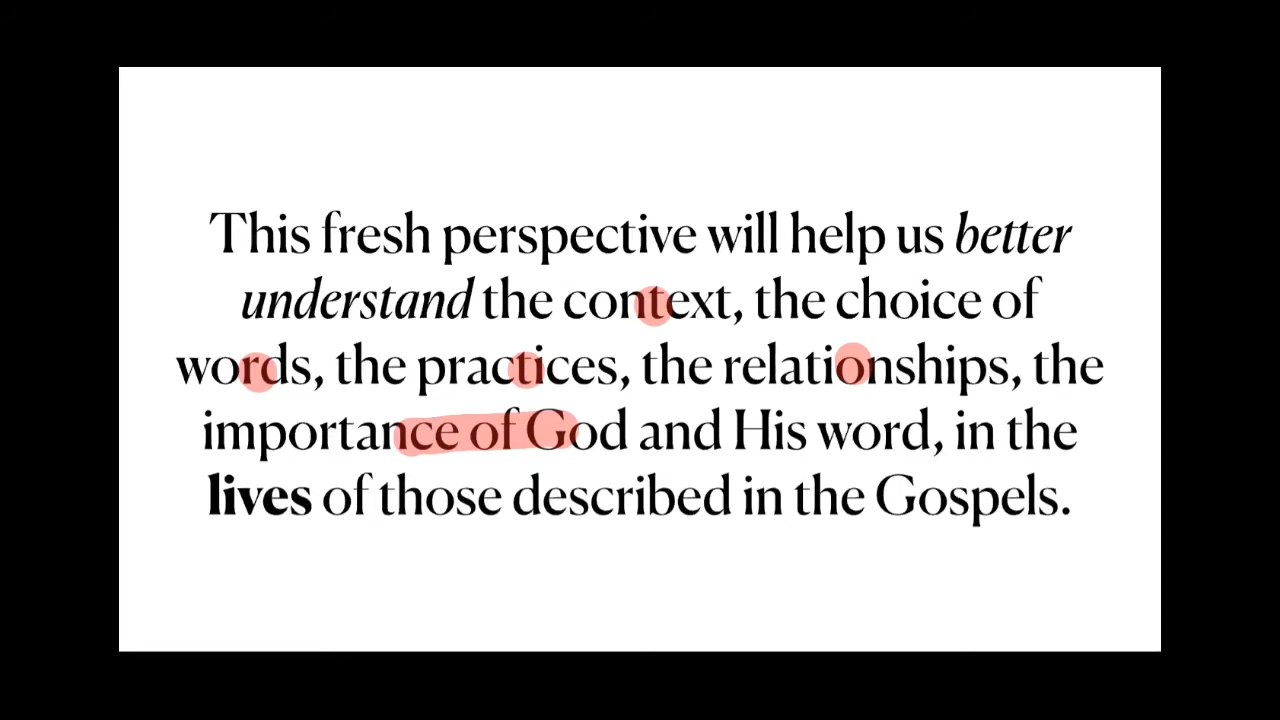 This fresh perspective will help us better
understand the context, the choice of
words, the practices, the relationships, the
importance of God and His word, in the
lives of those described in the Gospels.